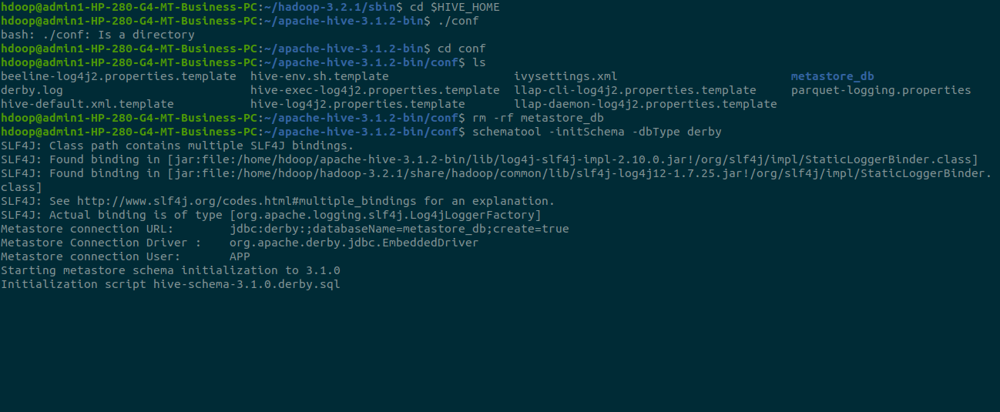 hdoop@admin1-HP-280-G4-MT-Business-PC:~/hadoop-3.2.1/sbin$ cd $HIVE_HOME
hdoop@admin1-HP-280-G4-MT-Business-PC:~/apache-hive-3.1.2-bin$ ./conf
bash: ./conf: Is a directory
hdoop@admin1-HP-280-G4-MT-Business-PC:~/apache-hive-3.1.2-bin$ cd conf
hdoop@admin1-HP-280-G4-MT-Business-PC:~/apache-hive-3.1.2-bin/conf$ ls
beeline-log4j2.properties.template  hive-env.sh.template                  ivysettings.xml                         metastore_db
derby.log                           hive-exec-log4j2.properties.template  llap-cli-log4j2.properties.template     parquet-logging.properties
hive-default.xml.template           hive-log4j2.properties.template       llap-daemon-log4j2.properties.template
hdoop@admin1-HP-280-G4-MT-Business-PC:~/apache-hive-3.1.2-bin/conf$ rm -rf metastore_db
hdoop@admin1-HP-280-G4-MT-Business-PC:~/apache-hive-3.1.2-bin/conf$ schematool -initSchema -dbType derby
SLF4J: Class path contains multiple SLF4J bindings.
SLF4J: Found binding in [jar:file:/home/hdoop/apache-hive-3.1.2-bin/lib/log4j-slf4j-impl-2.10.0.jar!/org/slf4j/impl/StaticLoggerBinder.class]
SLF4J: Found binding in [jar:file:/home/hdoop/hadoop-3.2.1/share/hadoop/common/lib/slf4j-log4j12-1.7.25.jar!/org/slf4j/impl/StaticLoggerBinder.
class]
SLF4J: See http://www.slf4j.org/codes.html#multiple_bindings for an explanation.
SLF4J: Actual binding is of type [org.apache.logging.slf4j.Log4jLoggerFactory]
Metastore connection URL:        jdbc:derby:;databaseName=metastore_db;create=true
Metastore Connection Driver :    org.apache.derby.jdbc.EmbeddedDriver
Metastore connection User:       APP
Starting metastore schema initialization to 3.1.0
Initialization script hive-schema-3.1.0.derby.sql